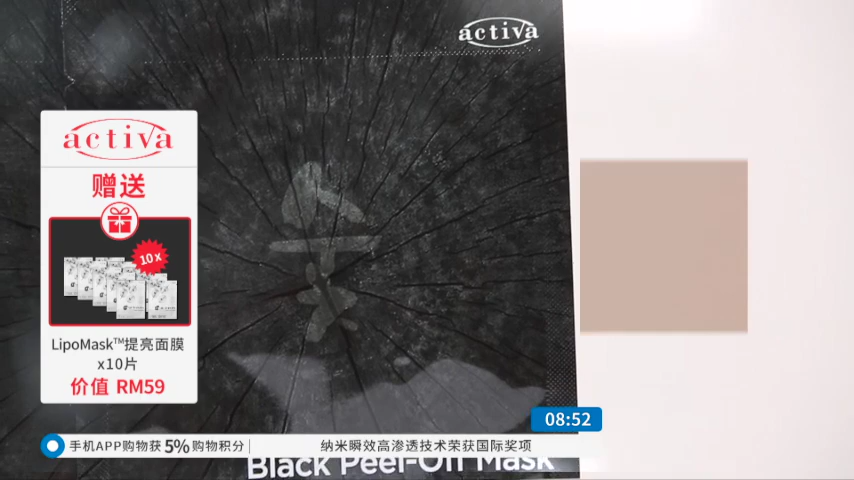 activa
activa
赠送
10x
LipoMask™提亮面膜
x10片
价值 RM59
08:52
手机APP购物获5%购物积分
纳米瞬效高渗透技术荣获国际奖项
Black Peel-Off Mask